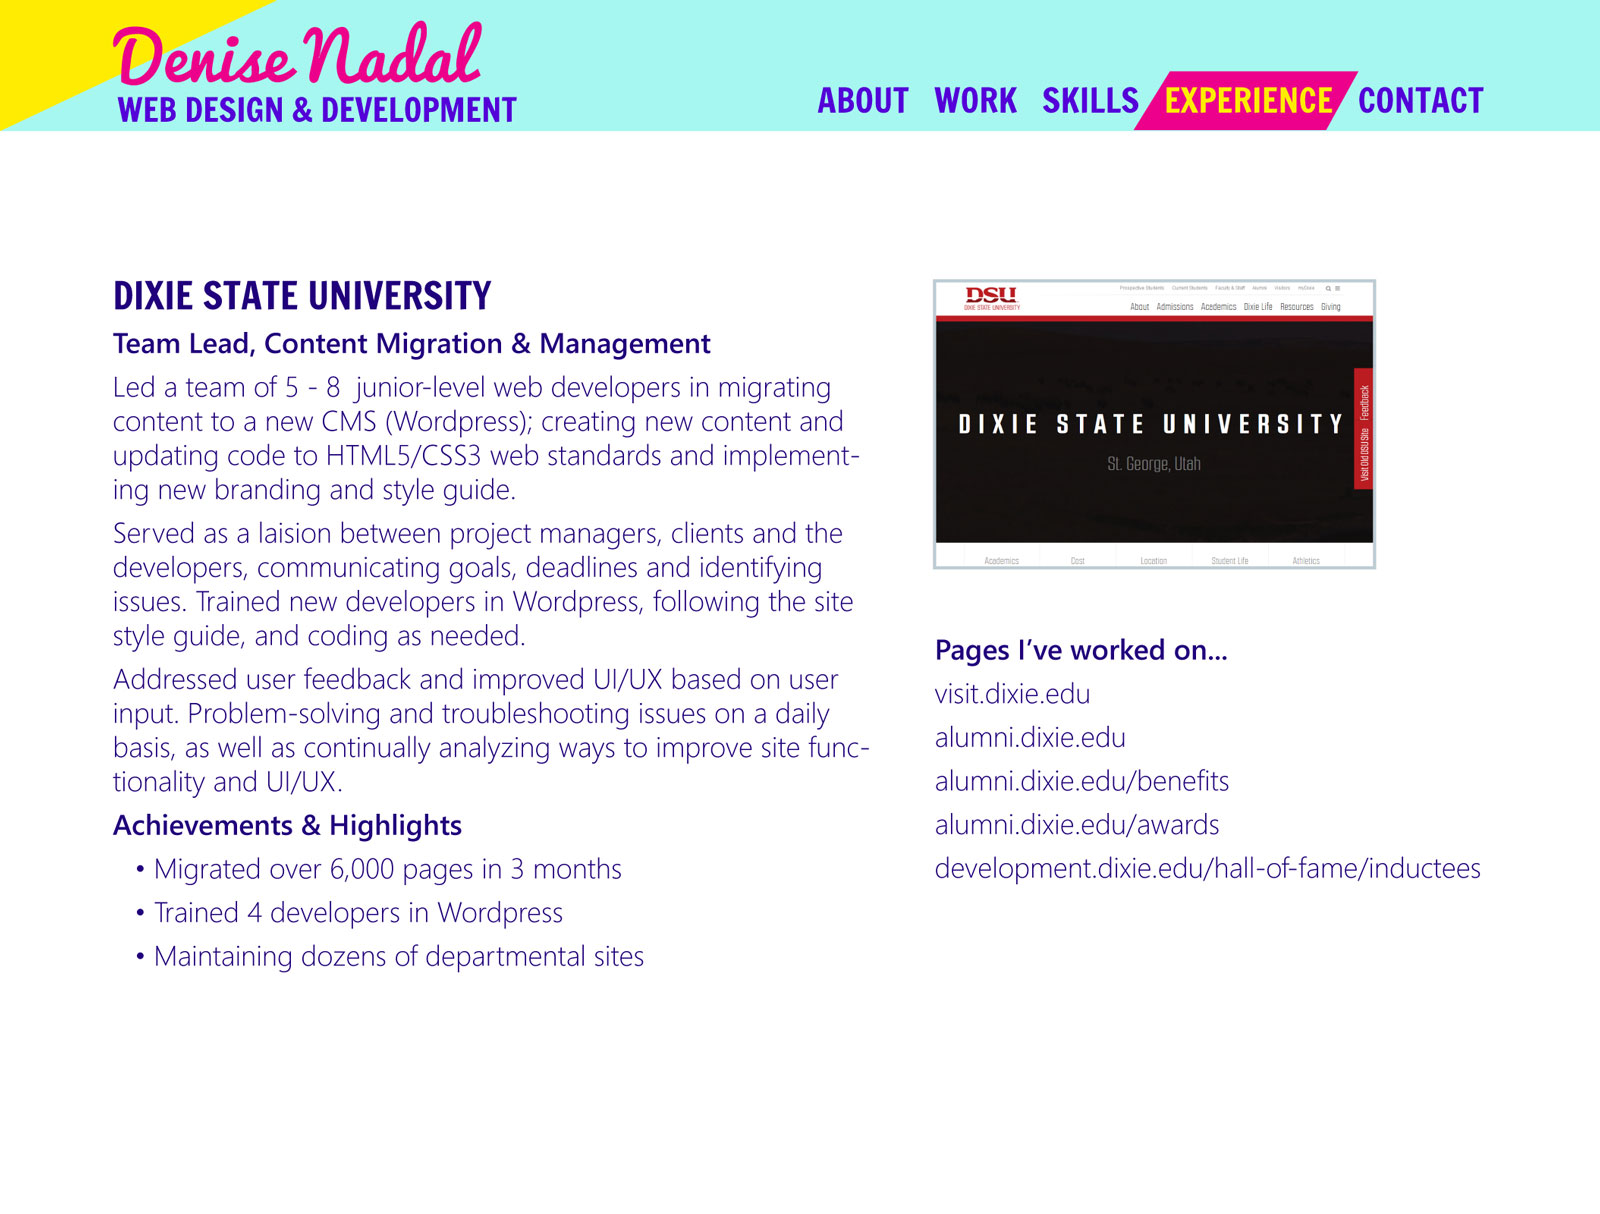 Denise Nadal
WEB DESIGN & DEVELOPMENT
ABOUT WORK SKILLS EXPERIENCE CONTACT
DIXIE STATE UNIVERSITY
Team Lead, Content Migration & Management
Led a team of 5 - 8  junior-level web developers in migrating
content to a new CMS (Wordpress); creating new content and
updating code to HTML5/CSS3 web standards and implement-
ing new branding and style guide.
Served as a laision between project managers, clients and the
developers, communicating goals, deadlines and identifying
issues. Trained new developers in Wordpress, following the site
style guide, and coding as needed.
Addressed user feedback and improved UI/UX based on user
input. Problem-solving and troubleshooting issues on a daily
basis, as well as continually analyzing ways to improve site func-
tionality and UI/UX.
Achievements & Highlights
• Migrated over 6,000 pages in 3 months
• Trained 4 developers in Wordpress
• Maintaining dozens of departmental sites
DSU
DIXIE STATE UNIVERSITY
Prospective Students Current Students Faculty & Staff Alumni Visitors myDixie
About Admissions Academics Dixie Life Resources Giving
DIXIE STATE UNIVERSITY
St. George, Utah
Visit Old DSU Site Feedback
Academics Cost Location Student Life Athletics
Pages I’ve worked on...
visit.dixie.edu
alumni.dixie.edu
alumni.dixie.edu/benefits
alumni.dixie.edu/awards
development.dixie.edu/hall-of-fame/inductees